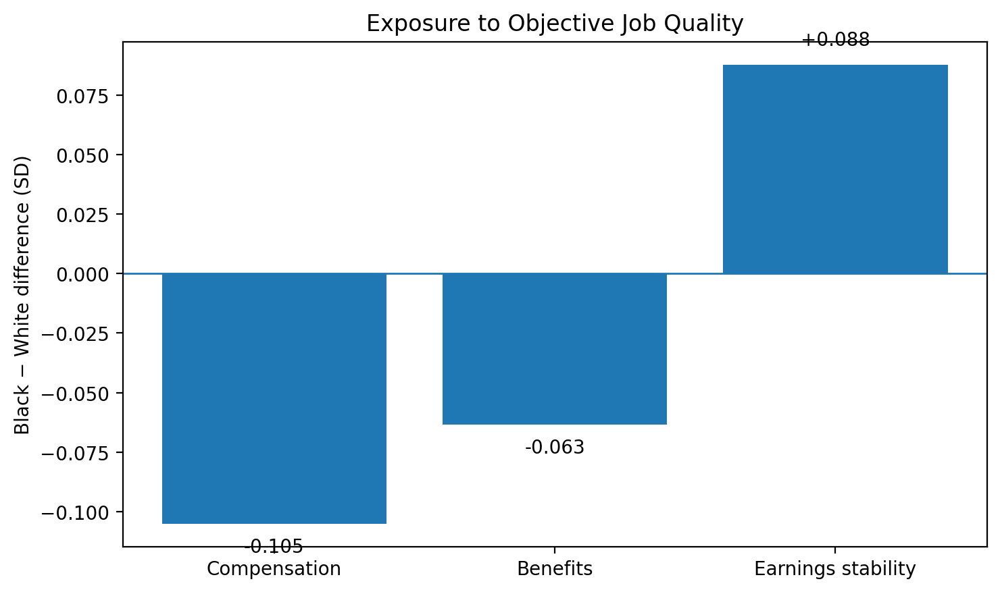 Exposure to Objective Job Quality
+0.088
0.075
0.050
0.025
0.000
−0.025
−0.050
−0.075
−0.100
Black − White difference (SD)
-0.063
-0.105
Compensation
Benefits
Earnings stability